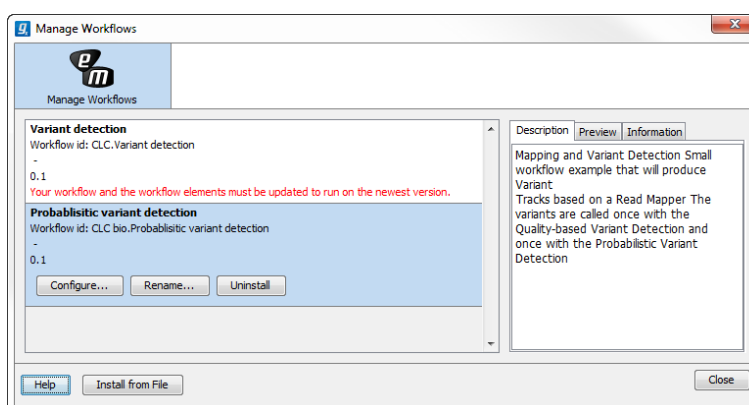 Manage Workflows
Manage Workflows
Variant detection
Workflow id: CLC.Variant detection
-
0.1
Your workflow and the workflow elements must be updated to run on the newest version.
Probablisitic variant detection
Workflow id: CLC bio.Probablisitic variant detection
-
0.1
Configure... Rename... Uninstall
Description Preview Information
Mapping and Variant Detection Small
workflow example that will produce
Variant
Tracks based on a Read Mapper The
variants are called once with the
Quality-based Variant Detection and
once with the Probabilistic Variant
Detection
Help Install from File Close